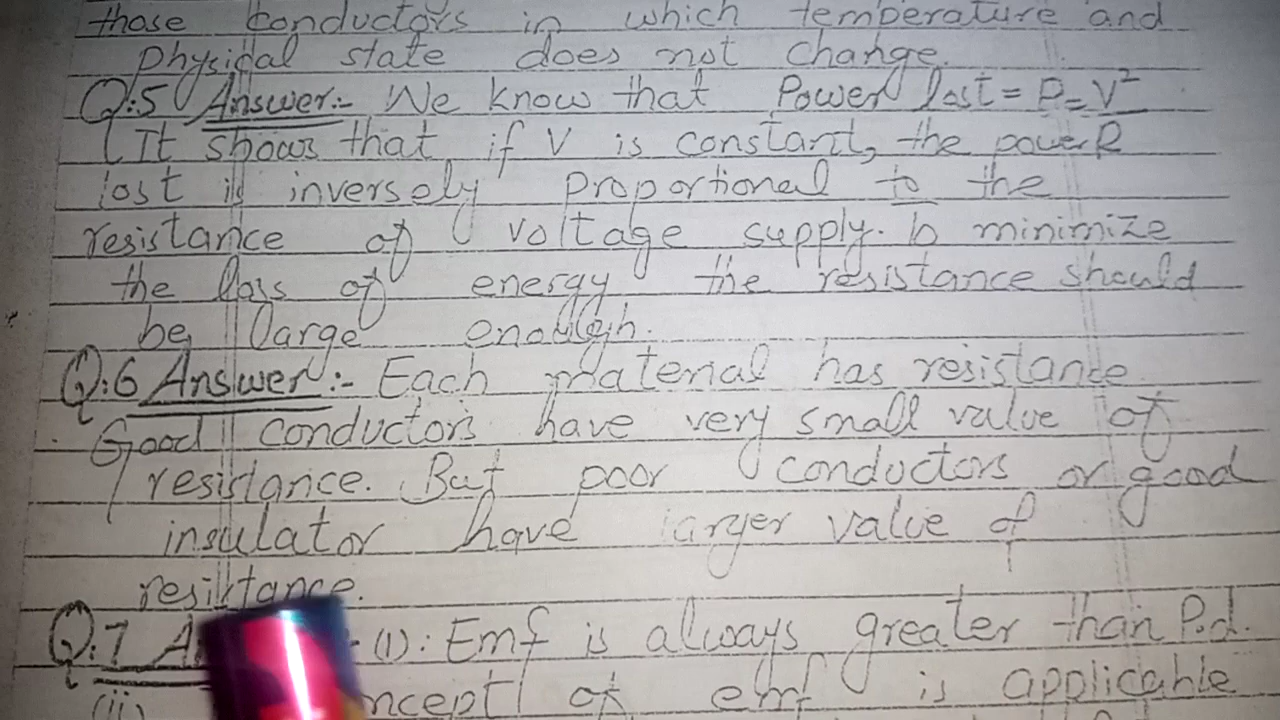 those conductors in which temperature and
physical state does not change.
Q:5 Answer:- We know that Power lost = P = V²
It shows that if V is constant, the power R
lost is inversely proportional to the
resistance of voltage supply. To minimize
the loss of energy the resistance should
be large enough.
Q:6 Answer:- Each material has resistance
Good conductors have very small value of
resistance. But poor conductors or good
insulator have larger value of
resistance.
Q:7 (i): Emf is always greater than P.d.
(ii) of emf is applicable